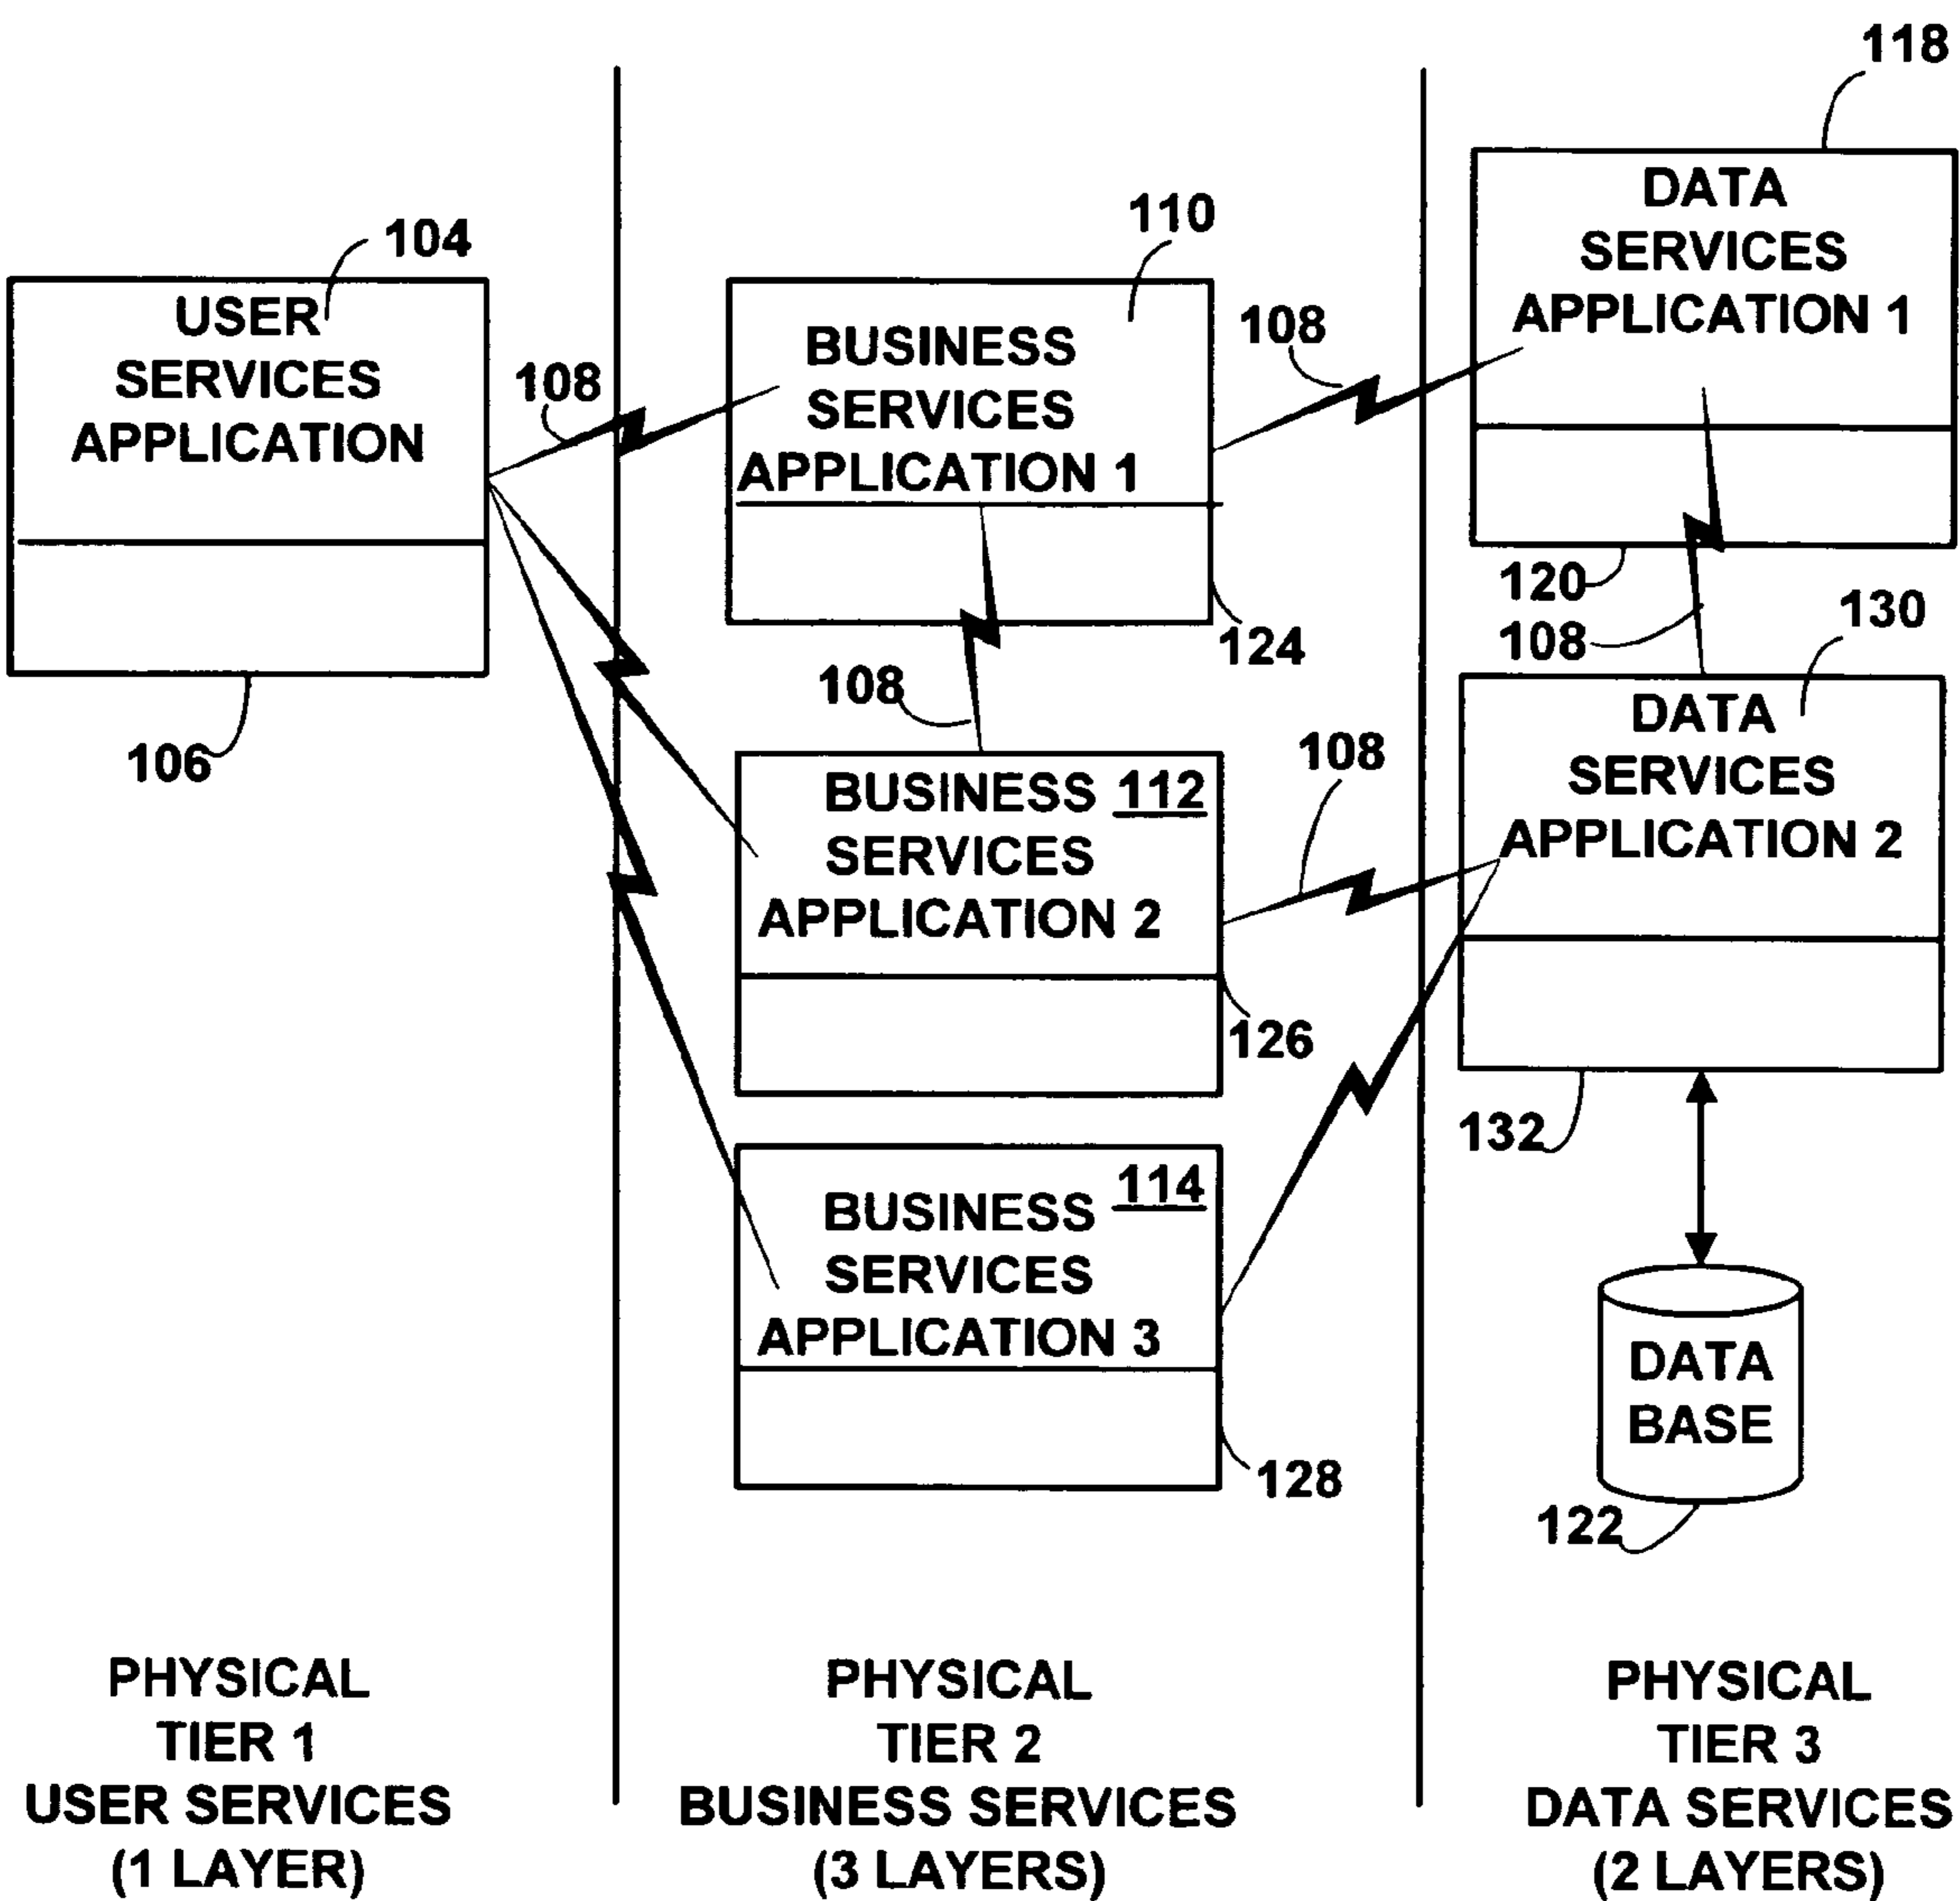 118
104
USER
SERVICES
APPLICATION
106
108
110
BUSINESS
SERVICES
APPLICATION 1
124
108
108
DATA
SERVICES
APPLICATION 1
120
108
130
BUSINESS 112
SERVICES
APPLICATION 2
126
108
DATA
SERVICES
APPLICATION 2
132
BUSINESS 114
SERVICES
APPLICATION 3
128
DATA
BASE
122
PHYSICAL
TIER 1
USER SERVICES
(1 LAYER)
PHYSICAL
TIER 2
BUSINESS SERVICES
(3 LAYERS)
PHYSICAL
TIER 3
DATA SERVICES
(2 LAYERS)